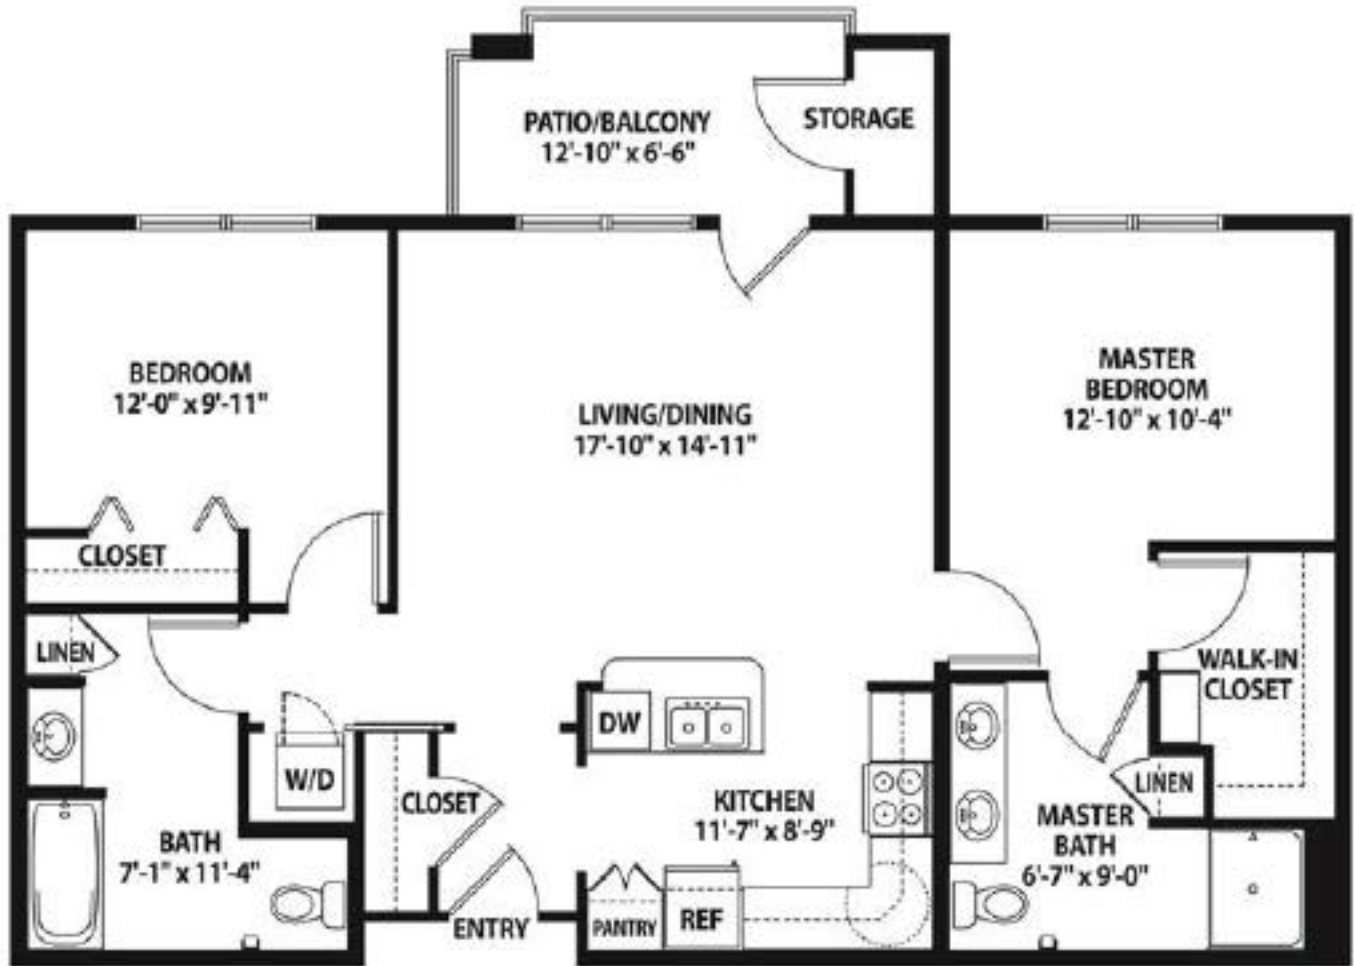 PATIO/BALCONY
12'-10" x 6'-6"
STORAGE
BEDROOM
12'-0" x 9'-11"
LIVING/DINING
17'-10" x 14'-11"
MASTER
BEDROOM
12'-10" x 10'-4"
CLOSET
LINEN
WALK-IN
CLOSET
DW
W/D
CLOSET
KITCHEN
11'-7" x 8'-9"
LINEN
MASTER
BATH
6'-7" x 9'-0"
BATH
7'-1" x 11'-4"
ENTRY
PANTRY
REF